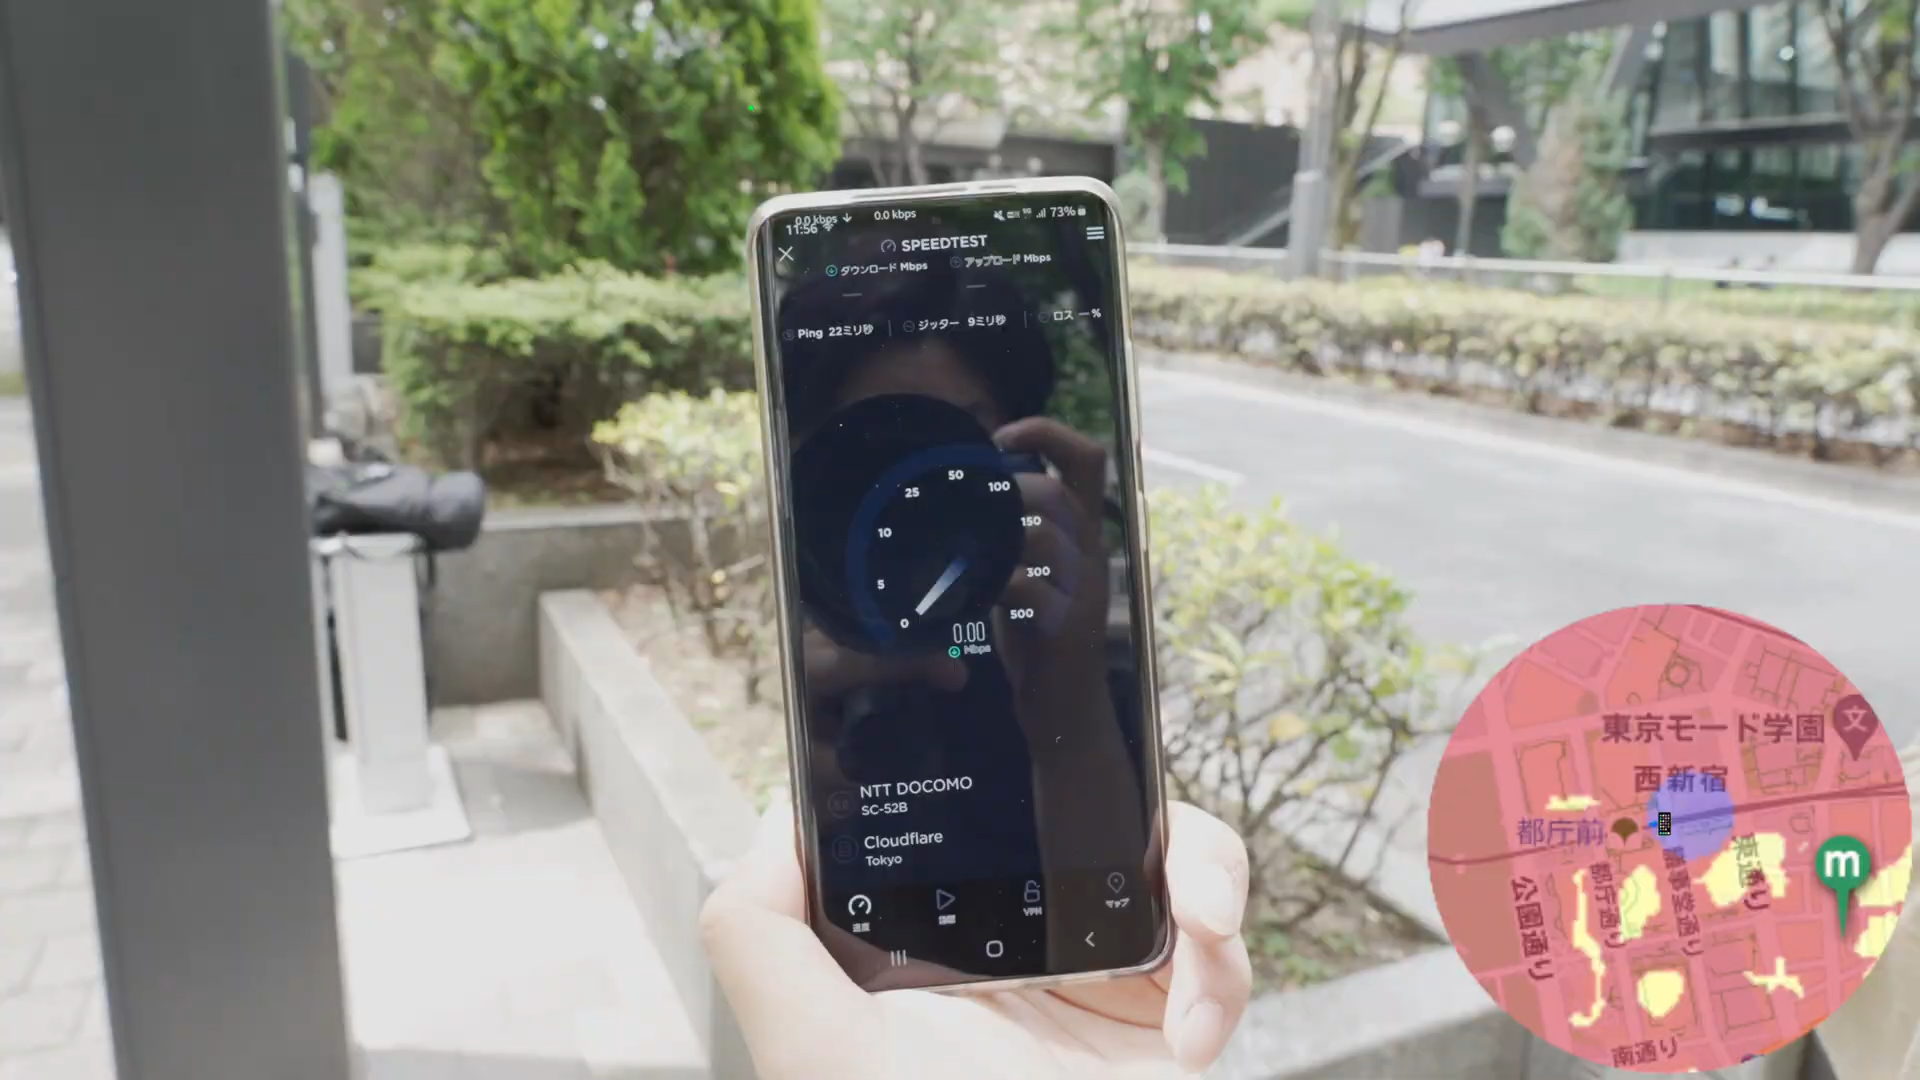 0.0 kbps ↓ 0.0 kbps
11:56
5G 73%
SPEEDTEST
ダウンロード Mbps アップロード Mbps
— —
Ping 22ミリ秒 ジッター 9ミリ秒 ロス — %
50
25 100
10 150
5 300
0 500
0.00
Mbps
NTT DOCOMO
SC-52B
Cloudflare
Tokyo
速度 VPN マップ
東京モード学園
文
西新宿
都庁前
m
公園通り
都庁通り
議事堂通り
東通り
南通り